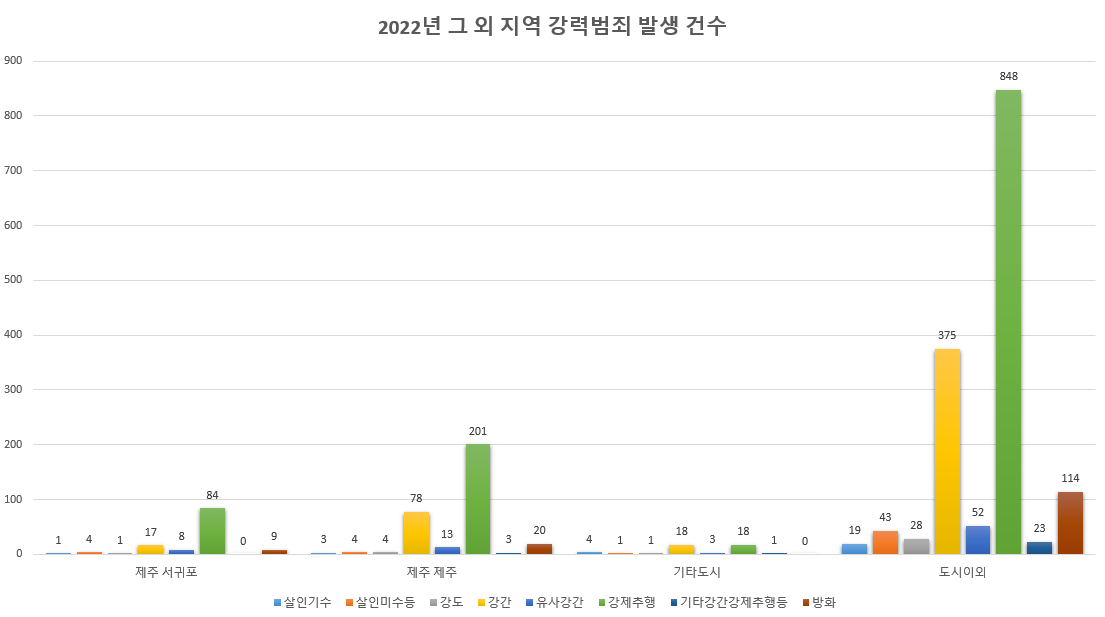 2022년 그 외 지역 강력범죄 발생 건수
900
800
700
600
500
400
300
200
100
0
1 4 1 17 8 84 0 9
3 4 4 78 13 201 3 20
4 1 1 18 3 18 1 0
19 43 28 375 52 848 23 114
제주 서귀포 제주 제주 기타도시 도시이외
살인기수 살인미수등 강도 강간 유사강간 강제추행 기타강간강제추행등 방화